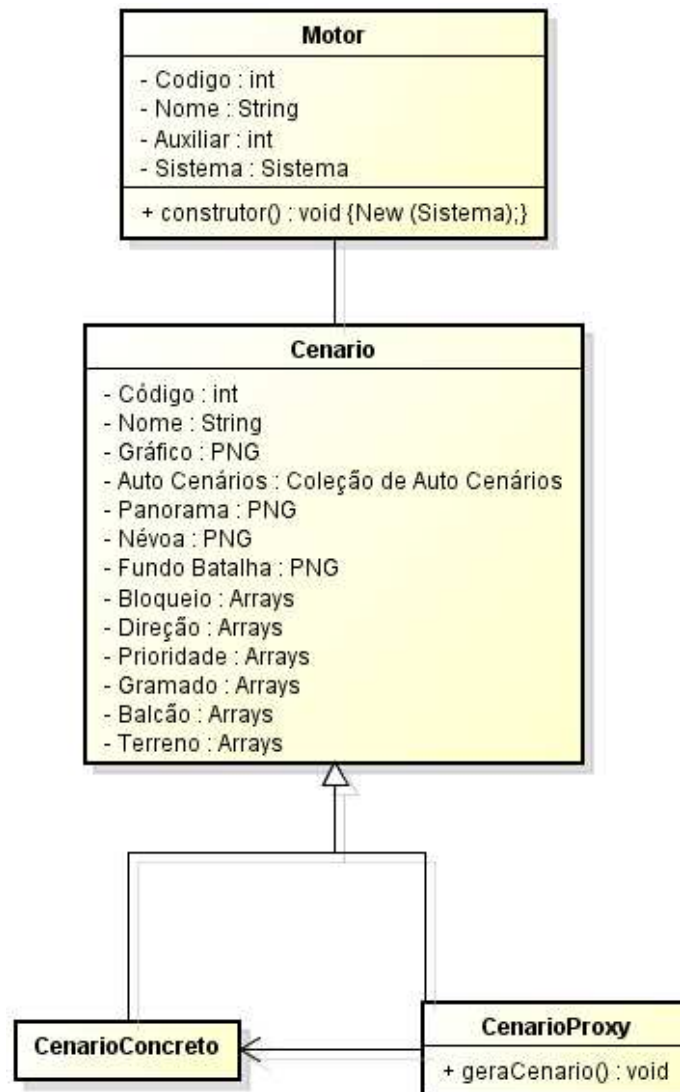 Motor
- Codigo : int
- Nome : String
- Auxiliar : int
- Sistema : Sistema
+ construtor() : void {New (Sistema);}
Cenario
- Código : int
- Nome : String
- Gráfico : PNG
- Auto Cenários : Coleção de Auto Cenários
- Panorama : PNG
- Névoa : PNG
- Fundo Batalha : PNG
- Bloqueio : Arrays
- Direção : Arrays
- Prioridade : Arrays
- Gramado : Arrays
- Balcão : Arrays
- Terreno : Arrays
CenarioConcreto
CenarioProxy
+ geraCenario() : void